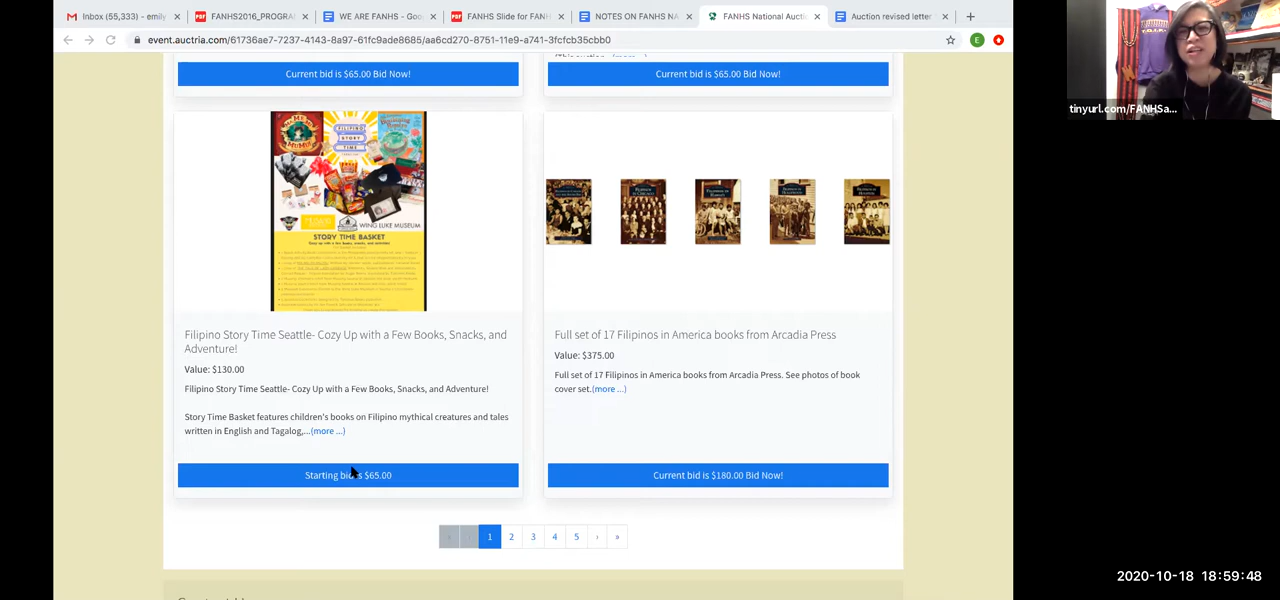 Inbox (55,333) - emily
FANHS2016_PROGRA
WE ARE FANHS - Goo
FANHS Slide for FANH
NOTES ON FANHS NA
FANHS National Aucti
Auction revised letter
event.auctria.com/61736ae7-7237-4143-8a97-61fc9ade8685/aa6cd270-8751-11e9-a741-3fcfcb35cbb0
E
tinyurl.com/FANHSa...
(more ...)
Current bid is $65.00 Bid Now!
Current bid is $65.00 Bid Now!
FILIPINO
STORY
TIME
WING LUKE MUSEUM
STORY TIME BASKET
Filipino Story Time Seattle- Cozy Up with a Few Books, Snacks, and
Adventure!
Value: $130.00
Filipino Story Time Seattle- Cozy Up with a Few Books, Snacks, and Adventure!
Story Time Basket features children's books on Filipino mythical creatures and tales
written in English and Tagalog,...(more ...)
Starting bid is $65.00
Full set of 17 Filipinos in America books from Arcadia Press
Value: $375.00
Full set of 17 Filipinos in America books from Arcadia Press. See photos of book
cover set.(more ...)
Current bid is $180.00 Bid Now!
« ‹ 1 2 3 4 5 › »
2020-10-18 18:59:48